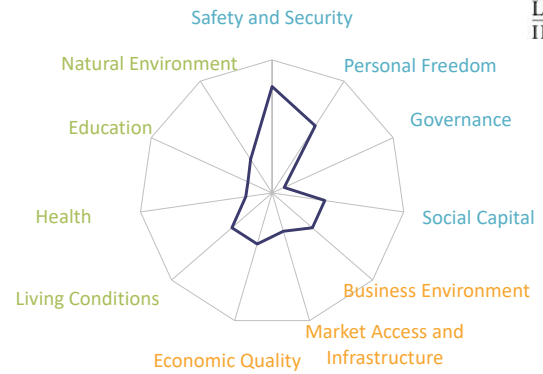 Safety and Security
Natural Environment
Personal Freedom
Education
Governance
Health
Social Capital
Living Conditions
Business Environment
Market Access and
Infrastructure
Economic Quality